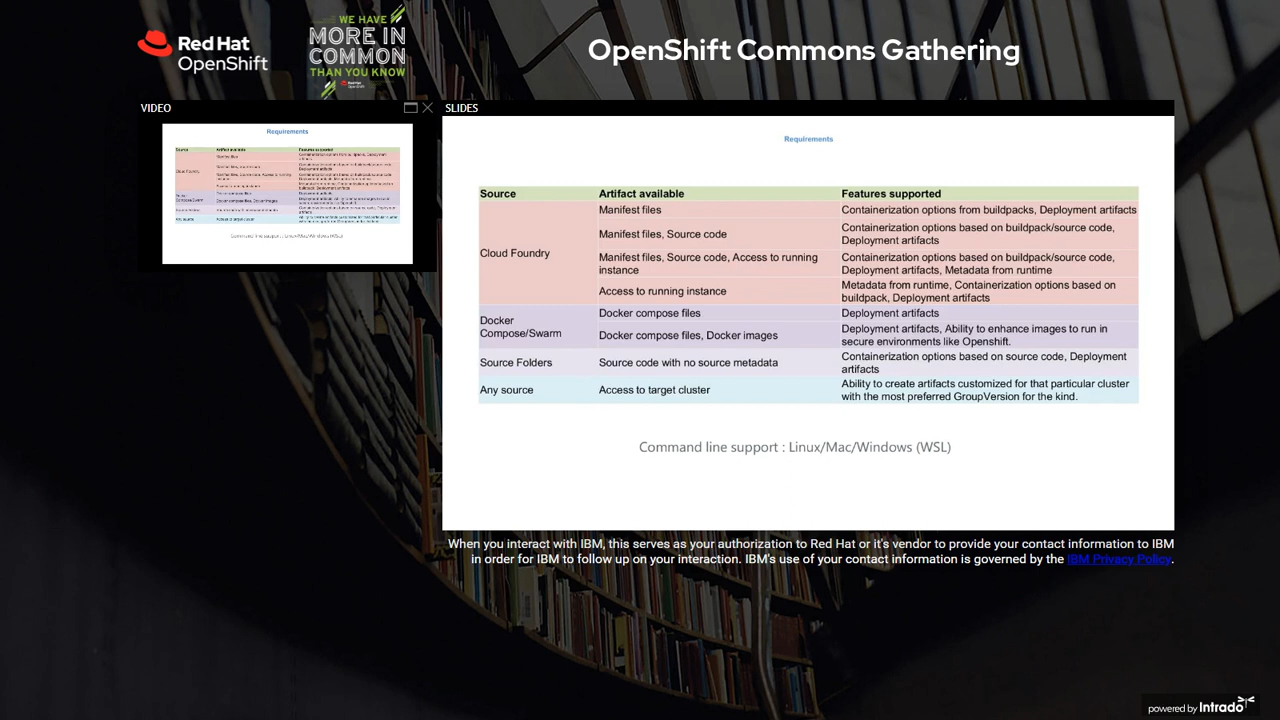 Red Hat
OpenShift
WE HAVE
MORE IN
COMMON
THAN YOU KNOW
Red Hat
OpenShift Commons Gathering
VIDEO
Requirements
Command line support : Linux/Mac/Windows (WSL)
SLIDES
Requirements
Source Artifact available Features supported
Cloud Foundry
Manifest files Containerization options from buildpacks, Deployment artifacts
Manifest files, Source code Containerization options based on buildpack/source code,
Deployment artifacts
Manifest files, Source code, Access to running
instance
Containerization options based on buildpack/source code,
Deployment artifacts, Metadata from runtime
Access to running instance Metadata from runtime, Containerization options based on
buildpack, Deployment artifacts
Docker
Compose/Swarm
Docker compose files Deployment artifacts
Docker compose files, Docker images Deployment artifacts, Ability to enhance images to run in
secure environments like Openshift.
Source Folders Source code with no source metadata Containerization options based on source code, Deployment
artifacts
Any source Access to target cluster Ability to create artifacts customized for that particular cluster
with the most preferred GroupVersion for the kind.
Command line support : Linux/Mac/Windows (WSL)
When you interact with IBM, this serves as your authorization to Red Hat or it's vendor to provide your contact information to IBM
in order for IBM to follow up on your interaction. IBM's use of your contact information is governed by the IBM Privacy Policy.
powered by Intrado